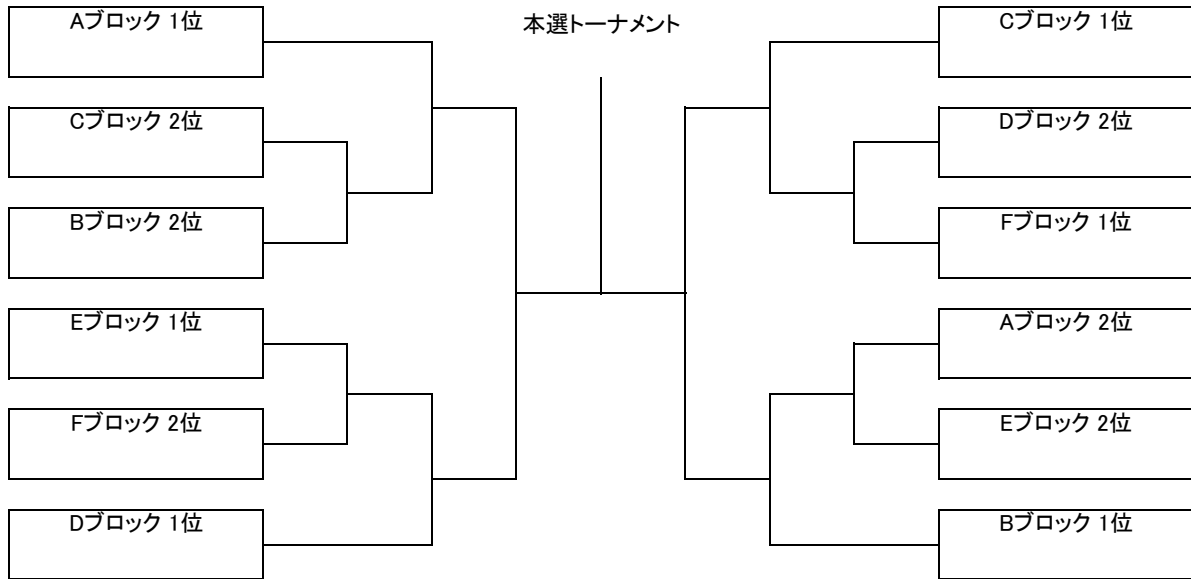 本選トーナメント
Aブロック 1位
Cブロック 2位
Bブロック 2位
Eブロック 1位
Fブロック 2位
Dブロック 1位
Cブロック 1位
Dブロック 2位
Fブロック 1位
Aブロック 2位
Eブロック 2位
Bブロック 1位